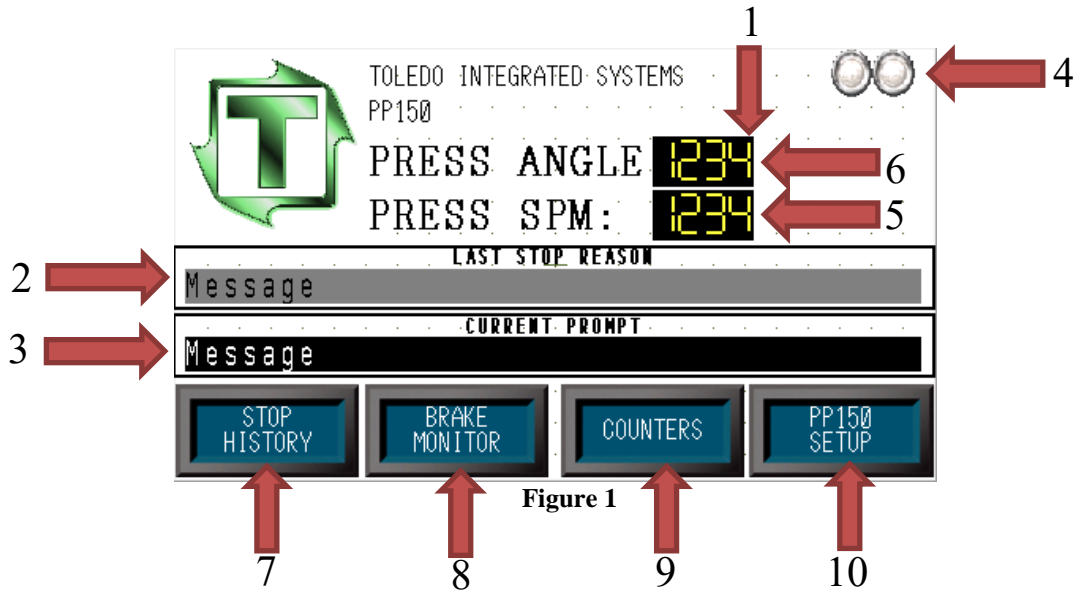 1
4
T
TOLEDO INTEGRATED SYSTEMS
PP150
PRESS ANGLE 1234
6
PRESS SPM: 1234
5
LAST STOP REASON
2
Message
CURRENT PROMPT
3
Message
STOP
HISTORY
BRAKE
MONITOR
COUNTERS
PP150
SETUP
Figure 1
7
8
9
10